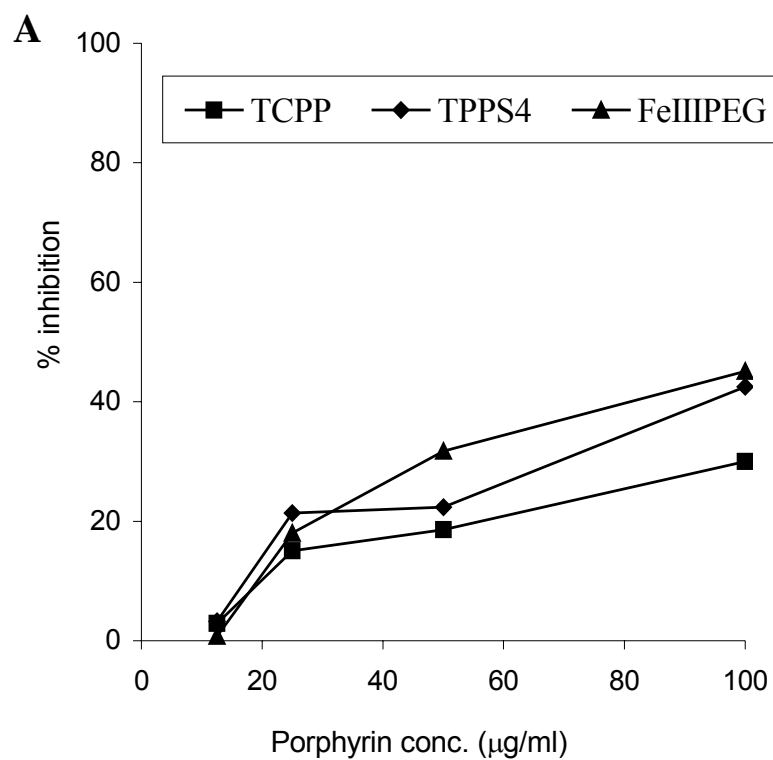 A
100
80
60
40
20
0
% inhibition
TCPP TPPS4 FeIIIPEG
0 20 40 60 80 100
Porphyrin conc. (μg/ml)